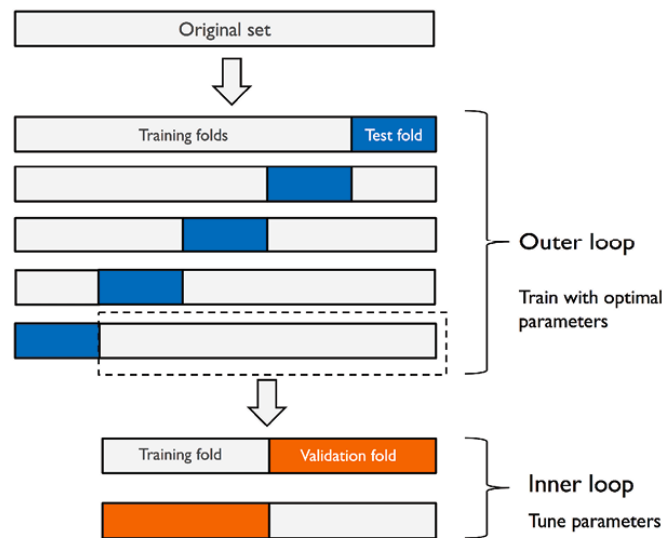 Original set
Training folds
Test fold
Outer loop
Train with optimal
parameters
Training fold
Validation fold
Inner loop
Tune parameters